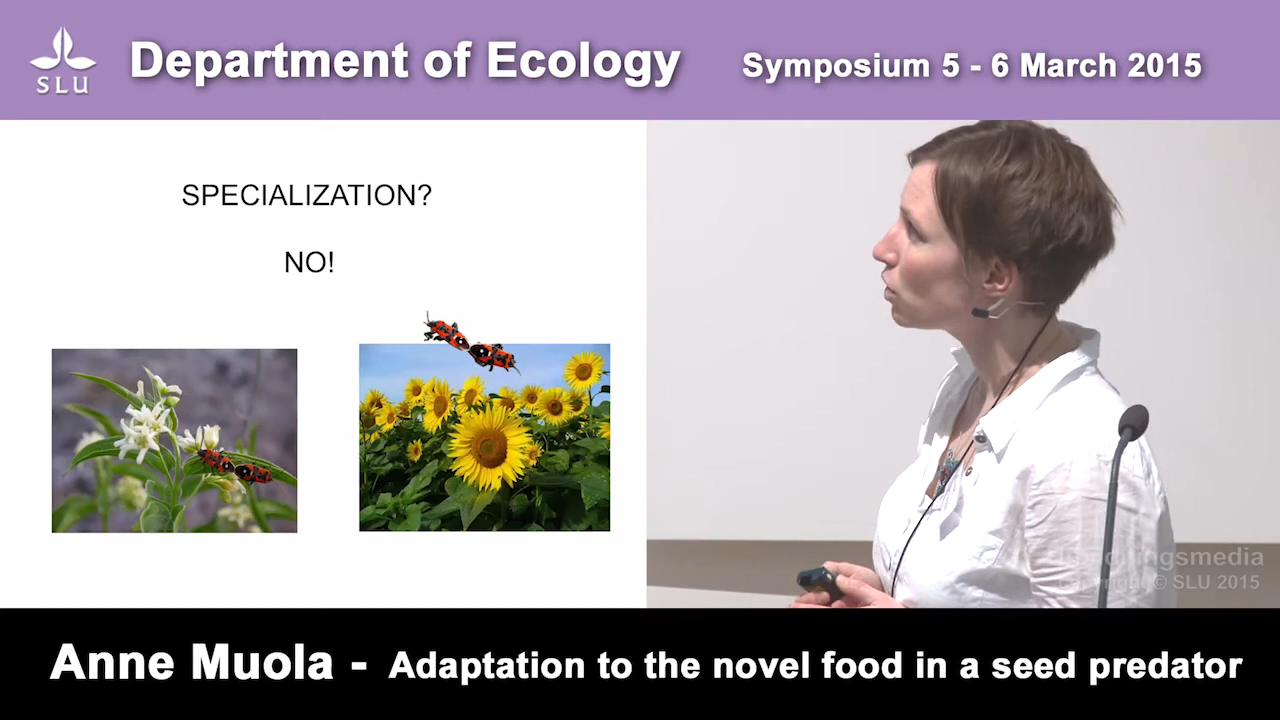 SLU
Department of Ecology
Symposium 5 - 6 March 2015
SPECIALIZATION?
NO!
copyright © SLU 2015
Anne Muola - Adaptation to the novel food in a seed predator